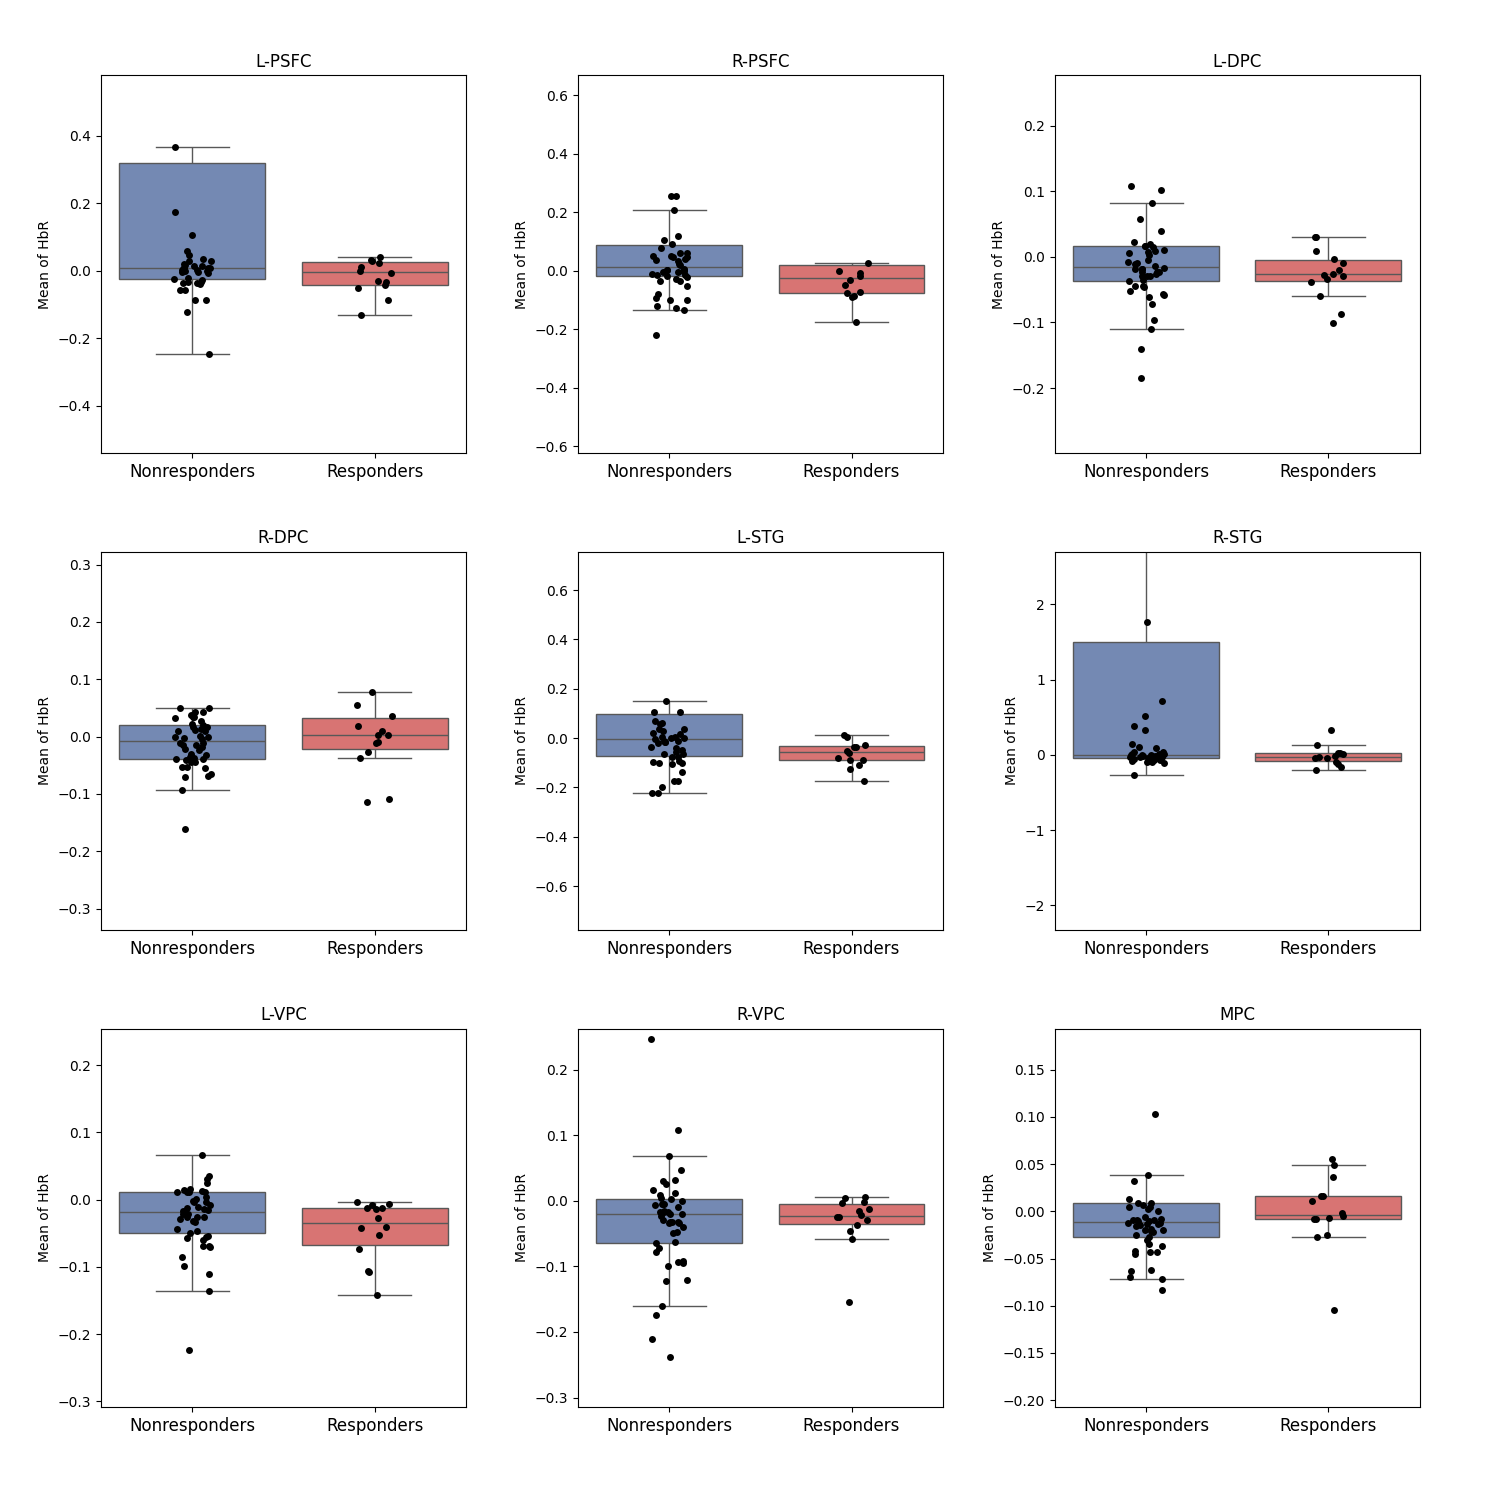 L-PSFC
Mean of HbR
0.4
0.2
0.0
−0.2
−0.4
Nonresponders Responders
R-PSFC
Mean of HbR
0.6
0.4
0.2
0.0
−0.2
−0.4
−0.6
Nonresponders Responders
L-DPC
Mean of HbR
0.2
0.1
0.0
−0.1
−0.2
Nonresponders Responders
R-DPC
Mean of HbR
0.3
0.2
0.1
0.0
−0.1
−0.2
−0.3
Nonresponders Responders
L-STG
Mean of HbR
0.6
0.4
0.2
0.0
−0.2
−0.4
−0.6
Nonresponders Responders
R-STG
Mean of HbR
2
1
0
−1
−2
Nonresponders Responders
L-VPC
Mean of HbR
0.2
0.1
0.0
−0.1
−0.2
−0.3
Nonresponders Responders
R-VPC
Mean of HbR
0.2
0.1
0.0
−0.1
−0.2
−0.3
Nonresponders Responders
MPC
Mean of HbR
0.15
0.10
0.05
0.00
−0.05
−0.10
−0.15
−0.20
Nonresponders Responders